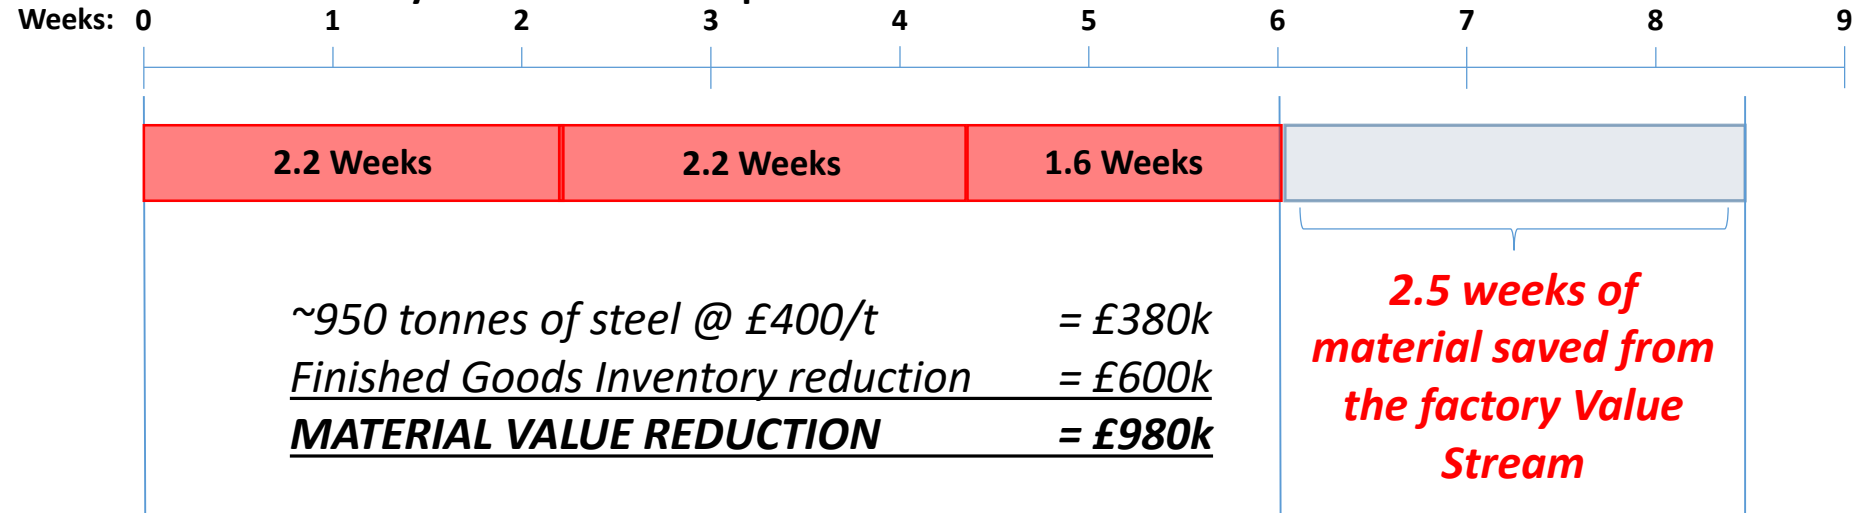 Weeks: 0 1 2 3 4 5 6 7 8 9
2.2 Weeks 2.2 Weeks 1.6 Weeks
~950 tonnes of steel @ £400/t = £380k
Finished Goods Inventory reduction = £600k
MATERIAL VALUE REDUCTION = £980k
2.5 weeks of
material saved from
the factory Value
Stream